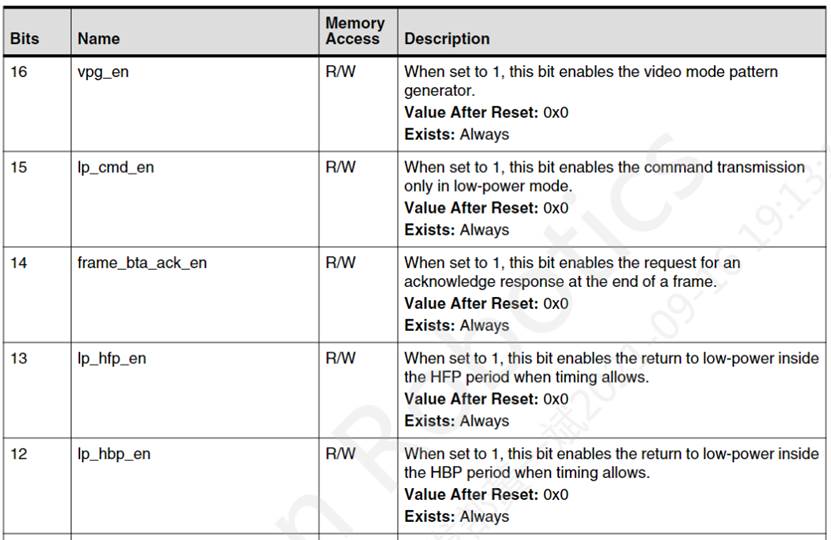 Bits Name Memory Access Description
16 vpg_en R/W When set to 1, this bit enables the video mode pattern
generator.
Value After Reset: 0x0
Exists: Always
15 lp_cmd_en R/W When set to 1, this bit enables the command transmission
only in low-power mode.
Value After Reset: 0x0
Exists: Always
14 frame_bta_ack_en R/W When set to 1, this bit enables the request for an
acknowledge response at the end of a frame.
Value After Reset: 0x0
Exists: Always
13 lp_hfp_en R/W When set to 1, this bit enables the return to low-power inside
the HFP period when timing allows.
Value After Reset: 0x0
Exists: Always
12 lp_hbp_en R/W When set to 1, this bit enables the return to low-power inside
the HBP period when timing allows.
Value After Reset: 0x0
Exists: Always
Robotics